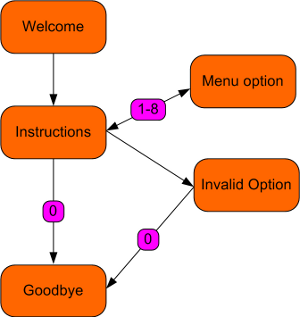 Welcome
Menu option
1-8
Instructions
Invalid Option
0
0
Goodbye